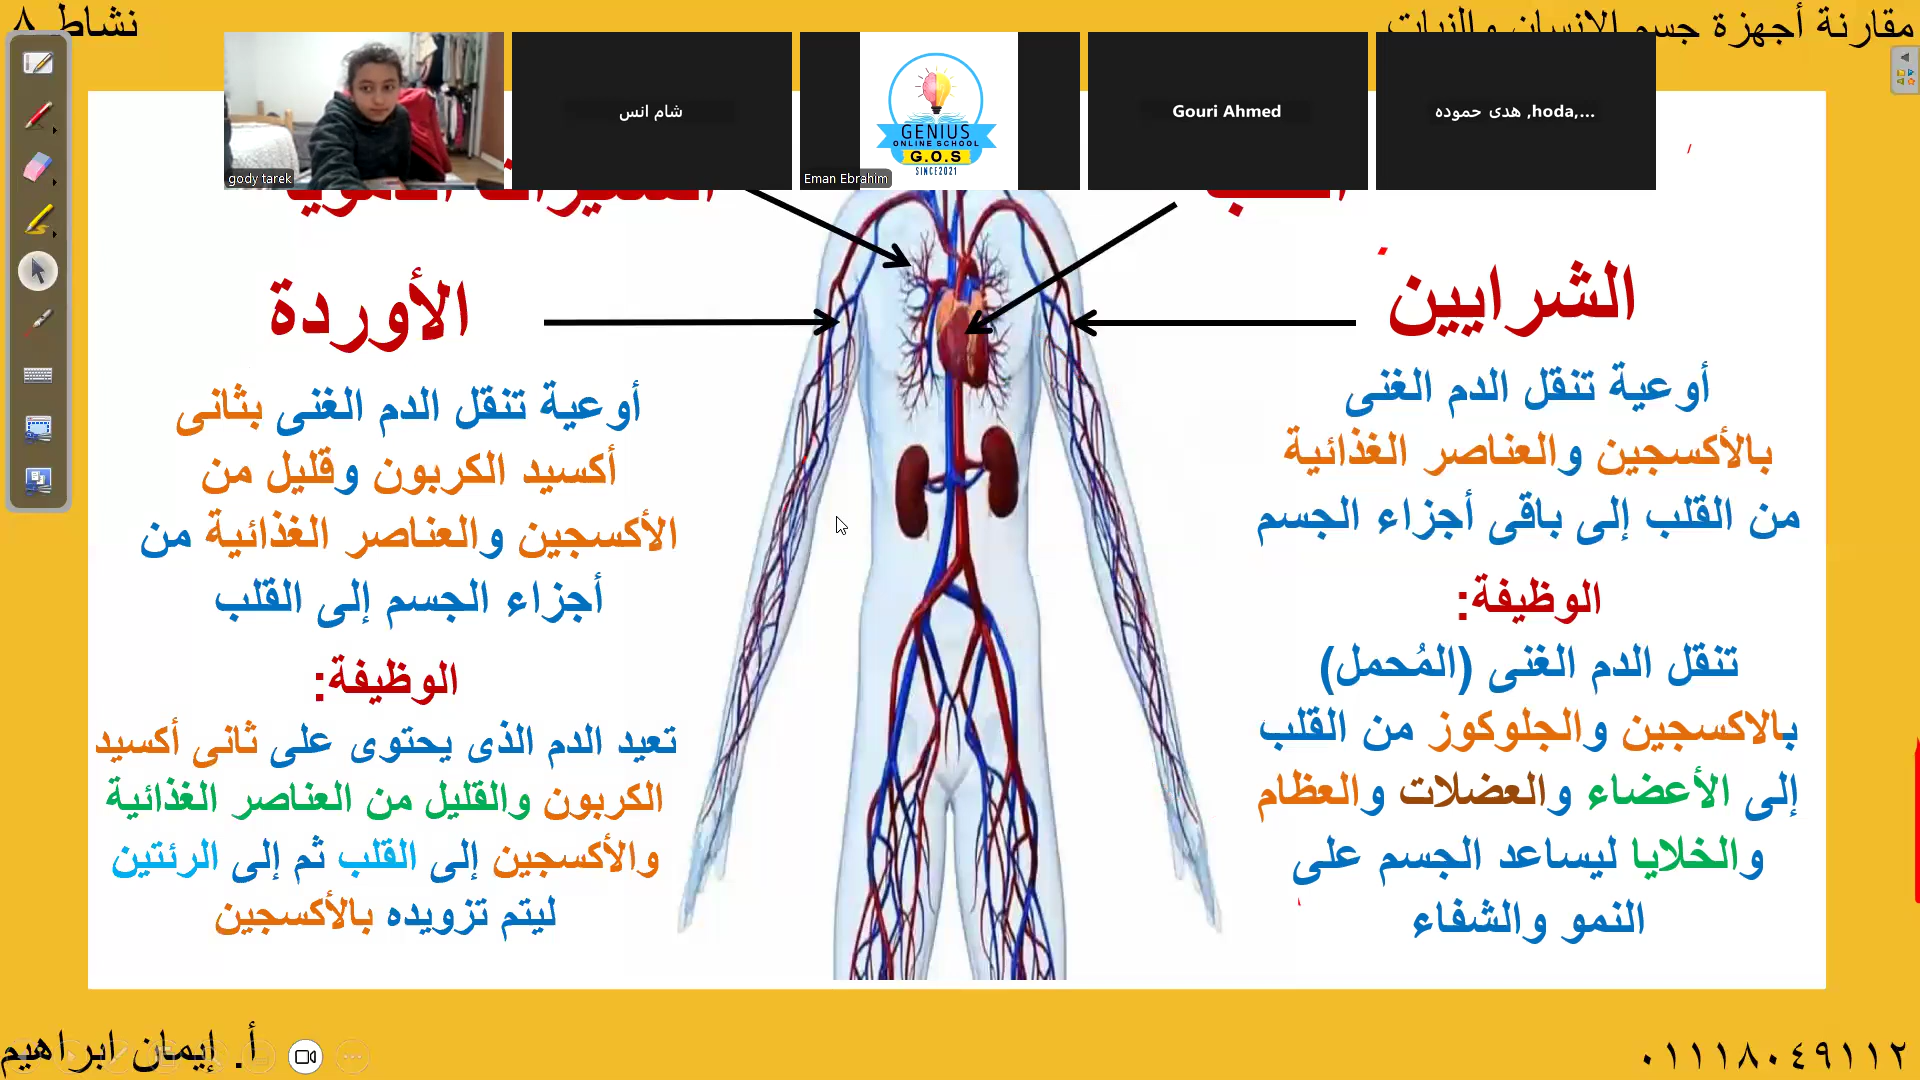 مقارنة أجهزة جسم الانسان والنبات
نشاط ٨
gody tarek
شام انس
GENIUS
ONLINE SCHOOL
G.O.S
SINCE2021
Eman Ebrahim
Gouri Ahmed
هدى حموده ,hoda,...
الشرايين
أوعية تنقل الدم الغنى
بالأكسجين والعناصر الغذائية
من القلب إلى باقى أجزاء الجسم
الوظيفة:
تنقل الدم الغنى (المُحمل)
بالاكسجين والجلوكوز من القلب
إلى الأعضاء والعضلات والعظام
والخلايا ليساعد الجسم على
النمو والشفاء
الأوردة
أوعية تنقل الدم الغنى بثانى
أكسيد الكربون وقليل من
الأكسجين والعناصر الغذائية من
أجزاء الجسم إلى القلب
الوظيفة:
تعيد الدم الذى يحتوى على ثانى أكسيد
الكربون والقليل من العناصر الغذائية
والأكسجين إلى القلب ثم إلى الرئتين
ليتم تزويده بالأكسجين
٠١١١٨٠٤٩١١٢
أ. إيمان ابراهيم